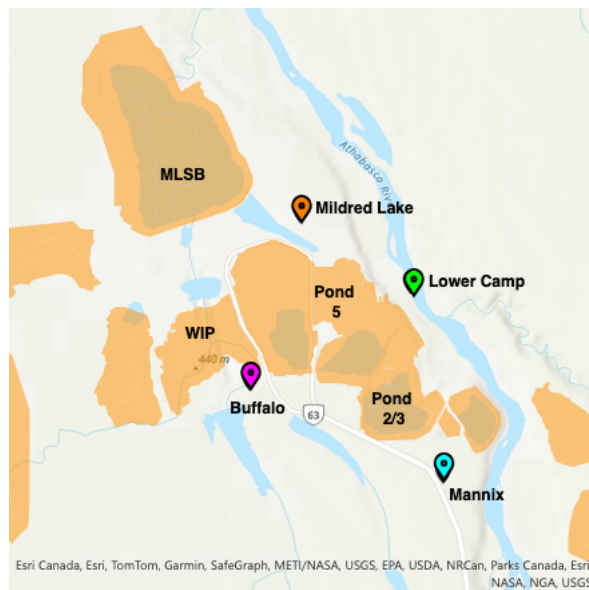 Athabasca Riv
MLSB
Mildred Lake
Lower Camp
Pond
5
WIP
440 m
Buffalo
Pond
2/3
63
Mannix
Esri Canada, Esri, TomTom, Garmin, SafeGraph, METI/NASA, USGS, EPA, USDA, NRCan, Parks Canada, Esri
NASA, NGA, USGS